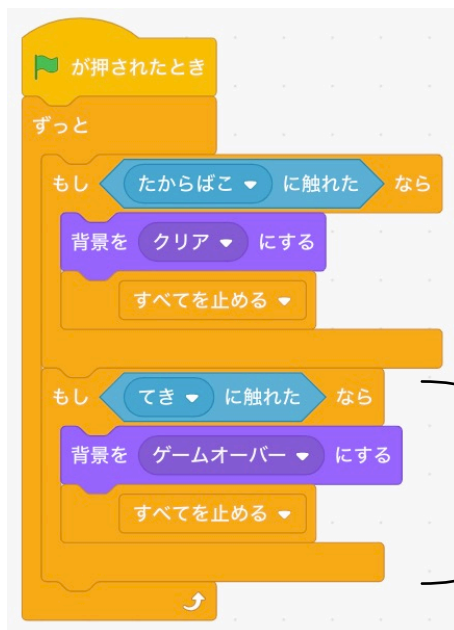 が押されたとき
ずっと
もし たからばこ に触れた なら
背景を クリア にする
すべてを止める
もし てき に触れた なら
背景を ゲームオーバー にする
すべてを止める